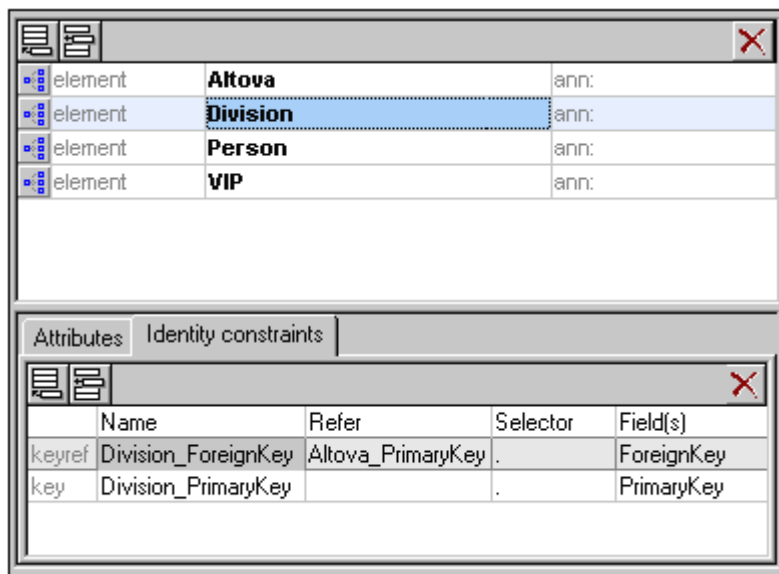 element Altova ann:
element Division ann:
element Person ann:
element VIP ann:
Attributes Identity constraints
Name Refer Selector Field(s)
keyref Division_ForeignKey Altova_PrimaryKey . ForeignKey
key Division_PrimaryKey . PrimaryKey